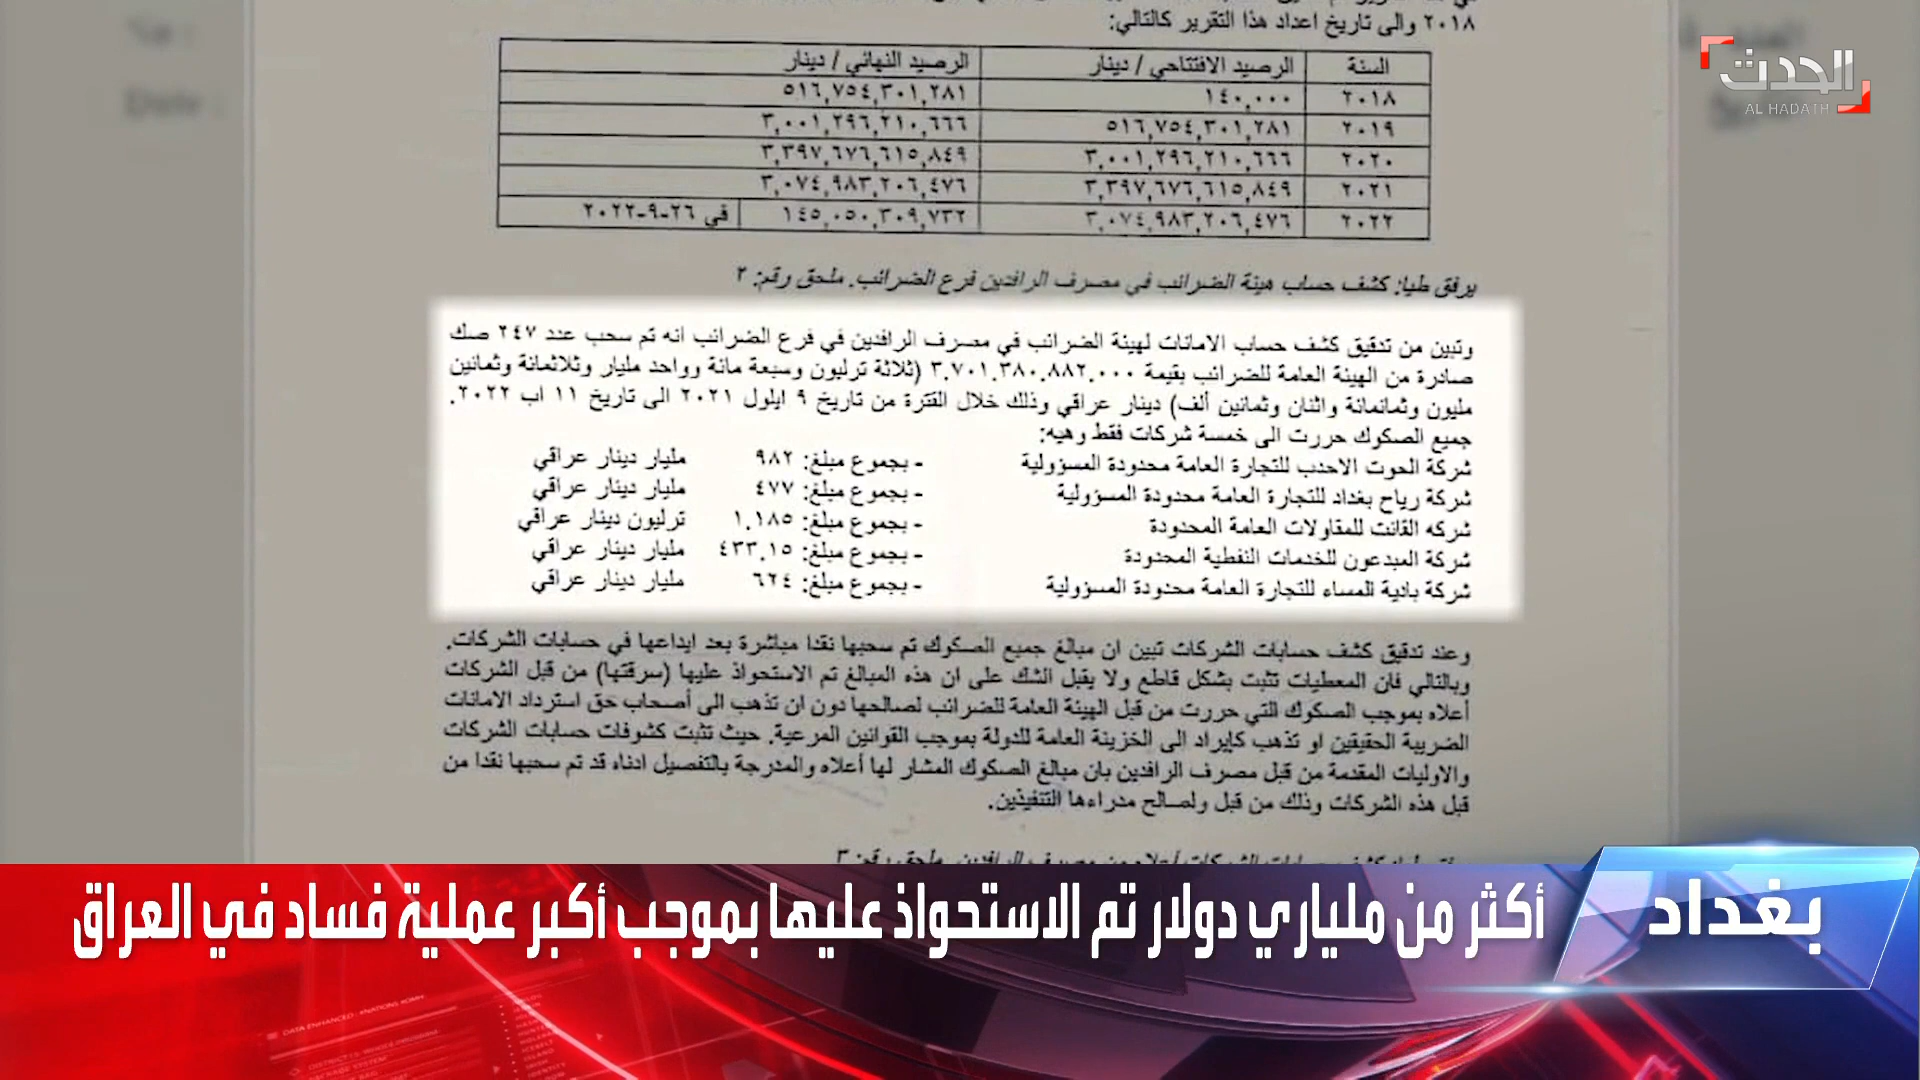 ٢٠١٨ والى تاريخ اعداد هذا التقرير كالتالي:
السنة الرصيد الافتتاحي / دينار الرصيد النهائي / دينار
٢٠١٨ ١٤٠,٠٠٠ ٥١٦,٧٥٤,٣٠١,٢٨١
٢٠١٩ ٥١٦,٧٥٤,٣٠١,٢٨١ ٣,٠٠١,٢٩٦,٢١٠,٦٦٦
٢٠٢٠ ٣,٠٠١,٢٩٦,٢١٠,٦٦٦ ٣,٣٩٧,٦٧٦,٦١٥,٨٤٩
٢٠٢١ ٣,٣٩٧,٦٧٦,٦١٥,٨٤٩ ٣,٠٧٤,٩٨٣,٢٠٦,٤٧٦
٢٠٢٢ ٣,٠٧٤,٩٨٣,٢٠٦,٤٧٦ ١٤٥,٠٥٠,٣٠٩,٧٣٢ في ٢٦-٩-٢٠٢٢
يرفق طيا: كشف حساب هيئة الضرائب في مصرف الرافدين فرع الضرائب. ملحق رقم: ٢
وتبين من تدقيق كشف حساب الامانات لهيئة الضرائب في مصرف الرافدين في فرع الضرائب انه تم سحب عدد ٢٤٧ صك
صادرة من الهيئة العامة للضرائب بقيمة ٣.٧٠١.٣٨٠.٨٨٢.٠٠٠ (ثلاثة ترليون وسبعة مائة وواحد مليار وثلاثمائة وثمانين
مليون وثمانمائة واثنان وثمانين ألف) دينار عراقي وذلك خلال الفترة من تاريخ ٩ ايلول ٢٠٢١ الى تاريخ ١١ اب ٢٠٢٢.
جميع الصكوك حررت الى خمسة شركات فقط وهيه:
شركة الحوت الاحدب للتجارة العامة محدودة المسؤولية - بجموع مبلغ: ٩٨٢ مليار دينار عراقي
شركة رياح بغداد للتجارة العامة محدودة المسؤولية - بجموع مبلغ: ٤٧٧ مليار دينار عراقي
شركه القانت للمقاولات العامة المحدودة - بجموع مبلغ: ١.١٨٥ ترليون دينار عراقي
شركة المبدعون للخدمات النفطية المحدودة - بجموع مبلغ: ٤٣٣.١٥ مليار دينار عراقي
شركة بادية المساء للتجارة العامة محدودة المسؤولية - بجموع مبلغ: ٦٢٤ مليار دينار عراقي
وعند تدقيق كشف حسابات الشركات تبين ان مبالغ جميع الصكوك تم سحبها نقدا مباشرة بعد ايداعها في حسابات الشركات.
وبالتالي فان المعطيات تثبت بشكل قاطع ولا يقبل الشك على ان هذه المبالغ تم الاستحواذ عليها (سرقتها) من قبل الشركات
أعلاه بموجب الصكوك التي حررت من قبل الهيئة العامة للضرائب لصالحها دون ان تذهب الى أصحاب حق استرداد الامانات
الضريبة الحقيقين او تذهب كإيراد الى الخزينة العامة للدولة بموجب القوانين المرعية. حيث تثبت كشوفات حسابات الشركات
والاوليات المقدمة من قبل مصرف الرافدين بان مبالغ الصكوك المشار لها أعلاه والمدرجة بالتفصيل ادناه قد تم سحبها نقدا من
قبل هذه الشركات وذلك من قبل ولصالح مدراءها التنفيذين.
الحدث
AL HADATH
بغداد
أكثر من ملياري دولار تم الاستحواذ عليها بموجب أكبر عملية فساد في العراق